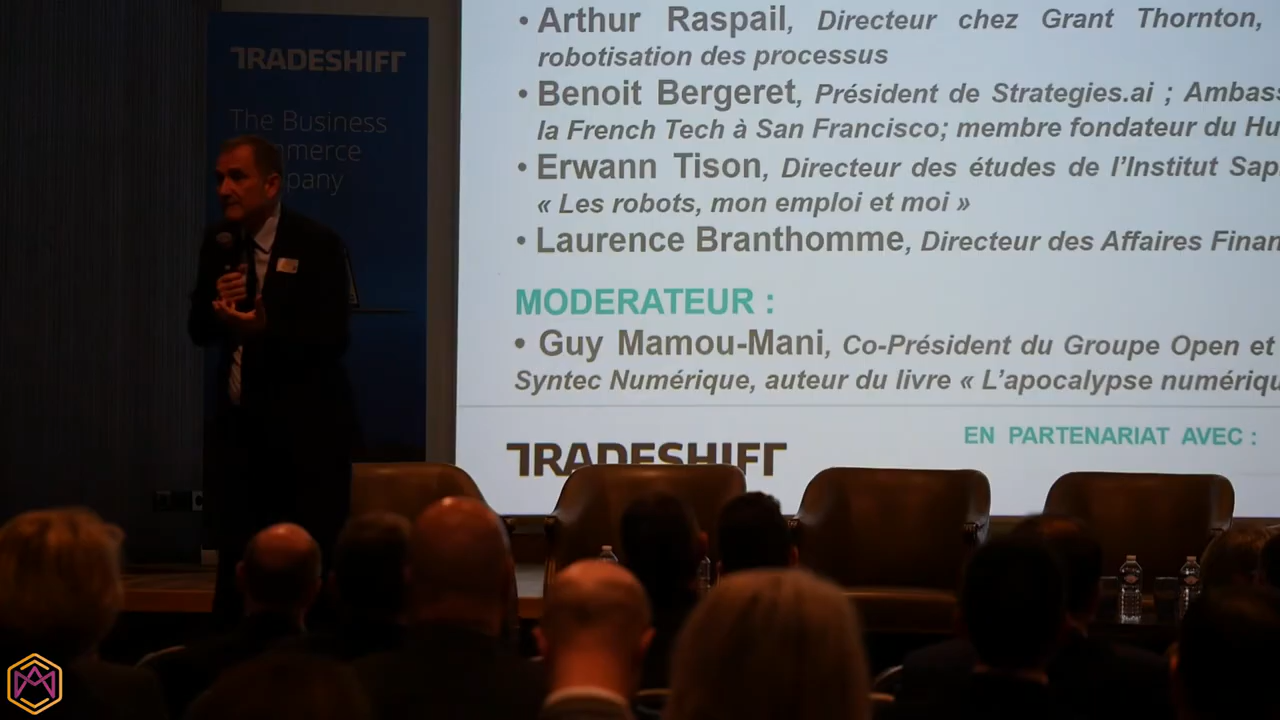 TRADESHIFT
The Business
mmerce
pany
• Arthur Raspail, Directeur chez Grant Thornton,
robotisation des processus
• Benoit Bergeret, Président de Strategies.ai ; Ambass
la French Tech à San Francisco; membre fondateur du Hu
• Erwann Tison, Directeur des études de l’Institut Sap
« Les robots, mon emploi et moi »
• Laurence Branthomme, Directeur des Affaires Finan
MODERATEUR :
• Guy Mamou-Mani, Co-Président du Groupe Open et
Syntec Numérique, auteur du livre « L’apocalypse numériqu
TRADESHIFT
EN PARTENARIAT AVEC :